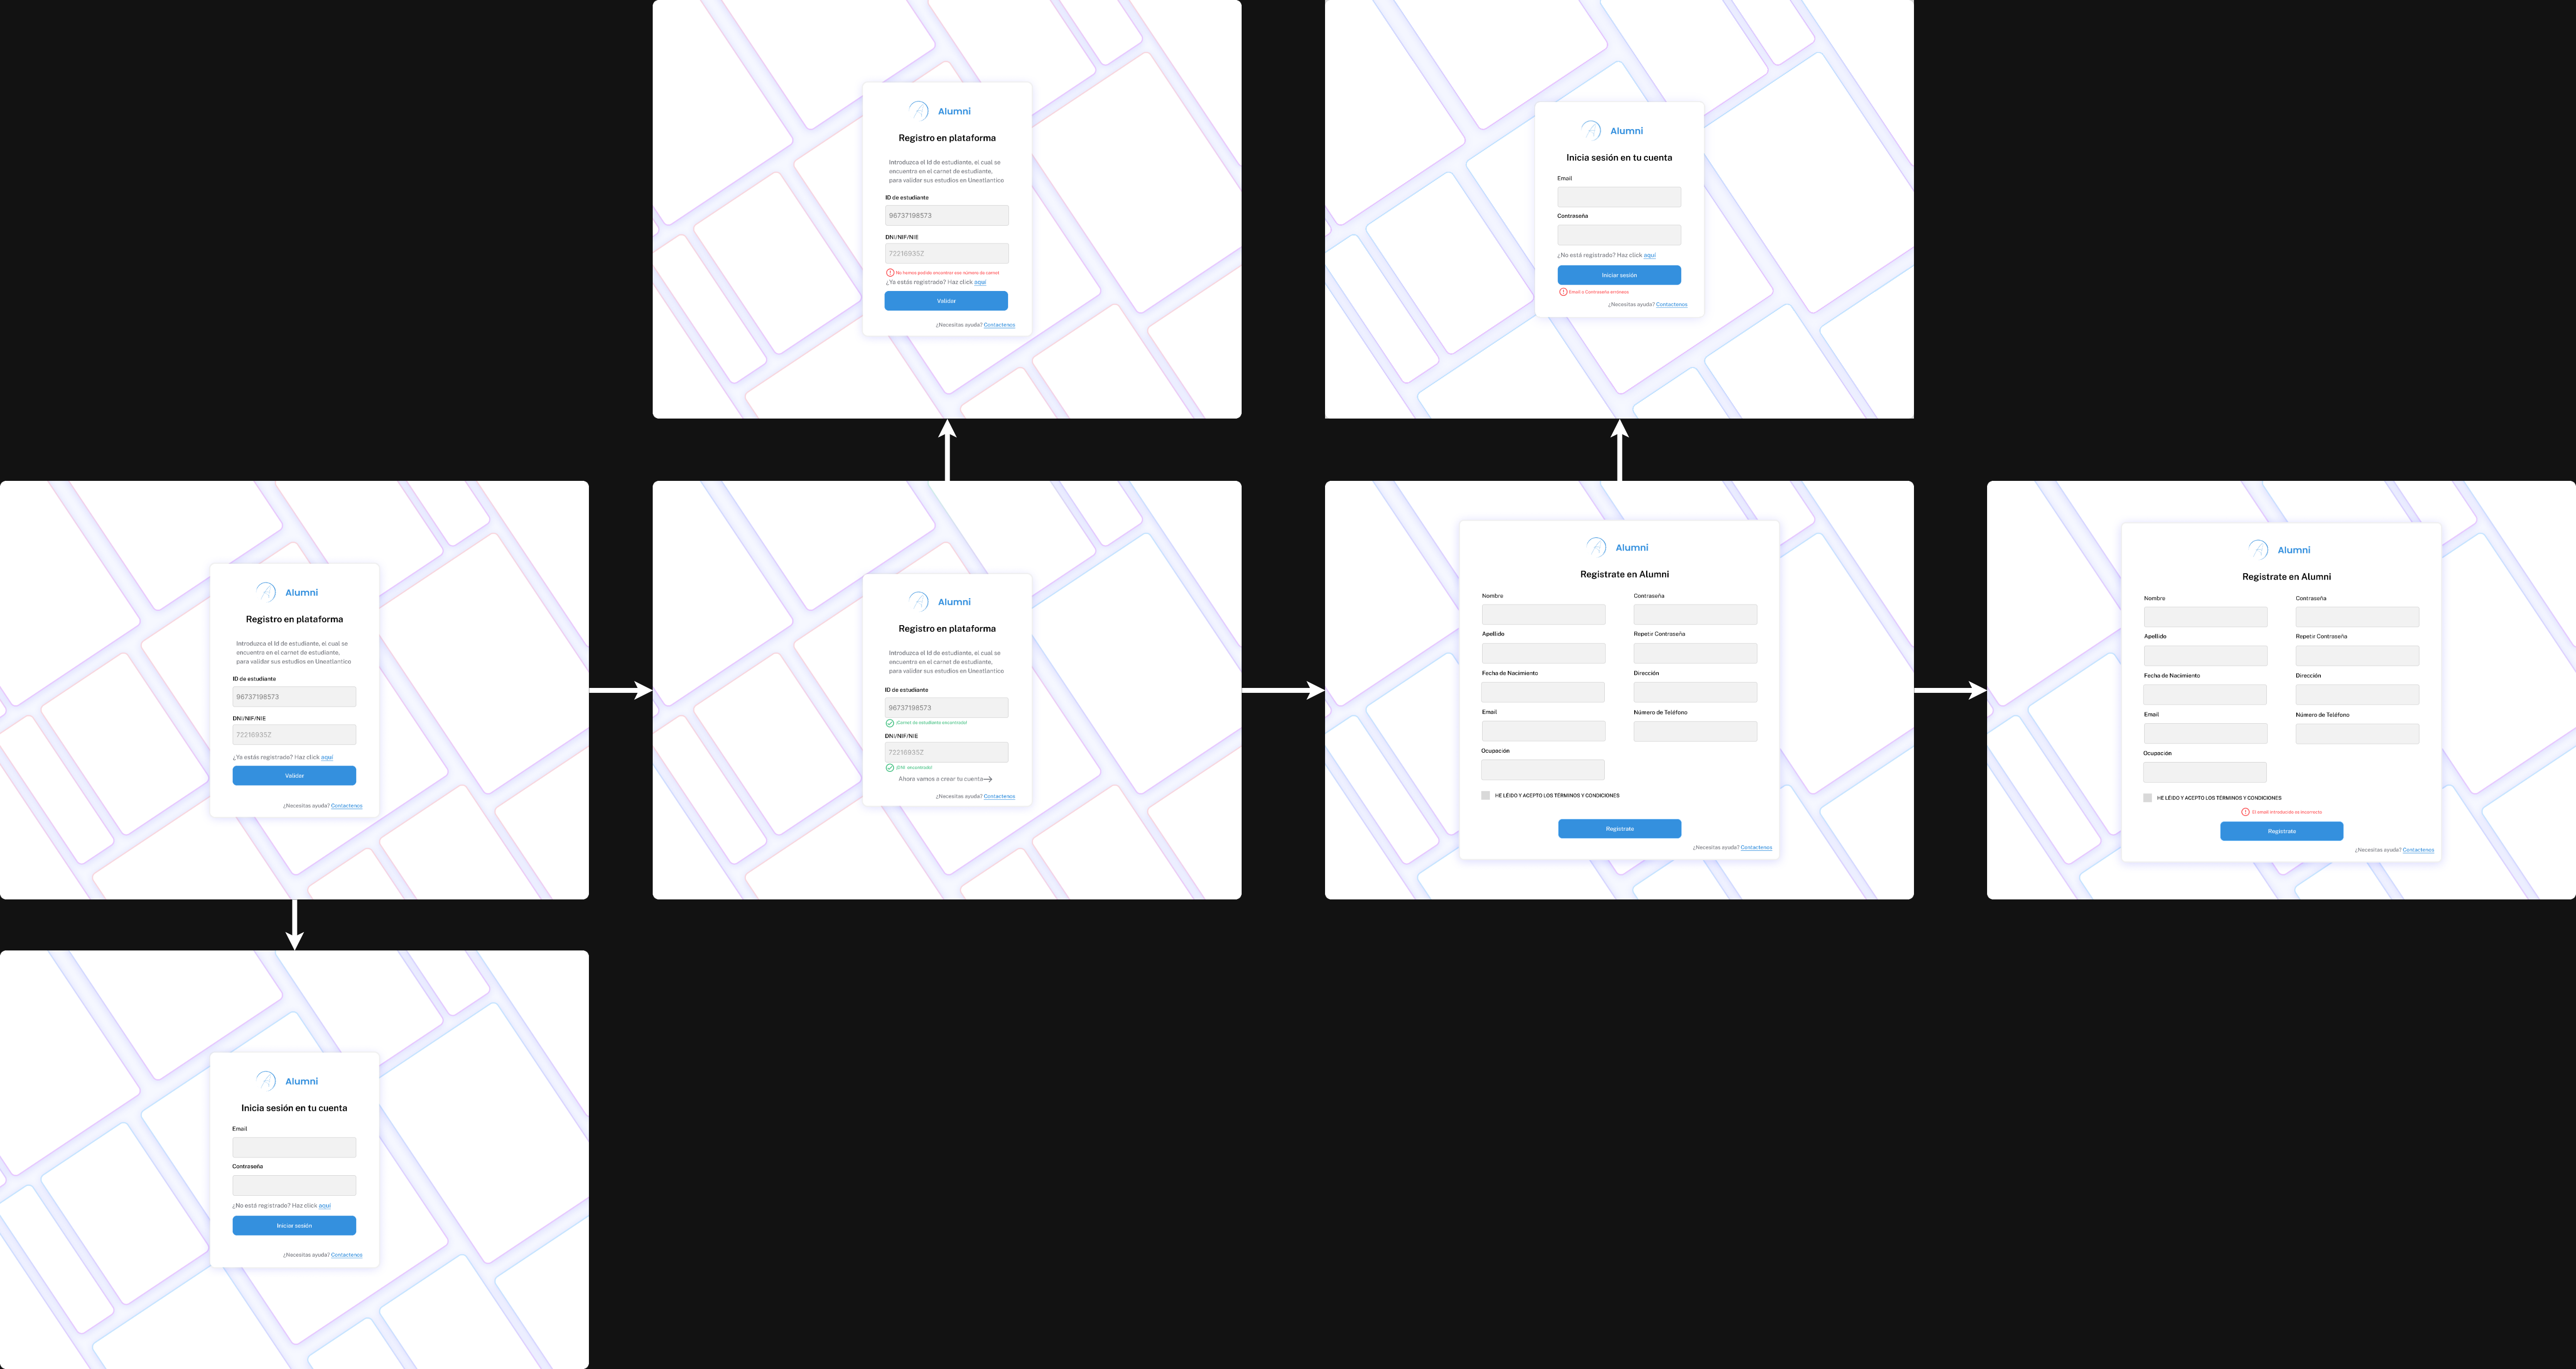 Alumni
Registro en plataforma
Introduzca el Id de estudiante, el cual se
encuentra en el carnet de estudiante,
para validar sus estudios en Uneatlantico
ID de estudiante
96737198573
DNI/NIF/NIE
72216935Z
No hemos podido encontrar ese número de carnet
¿Ya estás registrado? Haz click aquí
Validar
¿Necesitas ayuda? Contactenos
Alumni
Inicia sesión en tu cuenta
Email
Contraseña
¿No está registrado? Haz click aquí
Iniciar sesión
Email o Contraseña erroneos
¿Necesitas ayuda? Contactenos
Alumni
Registro en plataforma
Introduzca el Id de estudiante, el cual se
encuentra en el carnet de estudiante,
para validar sus estudios en Uneatlantico
ID de estudiante
96737198573
DNI/NIF/NIE
72216935Z
¿Ya estás registrado? Haz click aquí
Validar
¿Necesitas ayuda? Contactenos
Alumni
Registro en plataforma
Introduzca el Id de estudiante, el cual se
encuentra en el carnet de estudiante,
para validar sus estudios en Uneatlantico
ID de estudiante
96737198573
¡Carnet de estudiante encontrado!
DNI/NIF/NIE
72216935Z
¡DNI encontrado!
Ahora vamos a crear tu cuenta
¿Necesitas ayuda? Contactenos
Alumni
Registrate en Alumni
Nombre
Contraseña
Apellido
Repetir Contraseña
Fecha de Nacimiento
Dirección
Email
Número de Teléfono
Ocupación
HE LÉIDO Y ACEPTO LOS TÉRMINOS Y CONDICIONES
Registrate
¿Necesitas ayuda? Contactenos
Alumni
Registrate en Alumni
Nombre
Contraseña
Apellido
Repetir Contraseña
Fecha de Nacimiento
Dirección
Email
Número de Teléfono
Ocupación
HE LÉIDO Y ACEPTO LOS TÉRMINOS Y CONDICIONES
El email introducido es incorrecto
Registrate
¿Necesitas ayuda? Contactenos
Alumni
Inicia sesión en tu cuenta
Email
Contraseña
¿No está registrado? Haz click aquí
Iniciar sesión
¿Necesitas ayuda? Contactenos